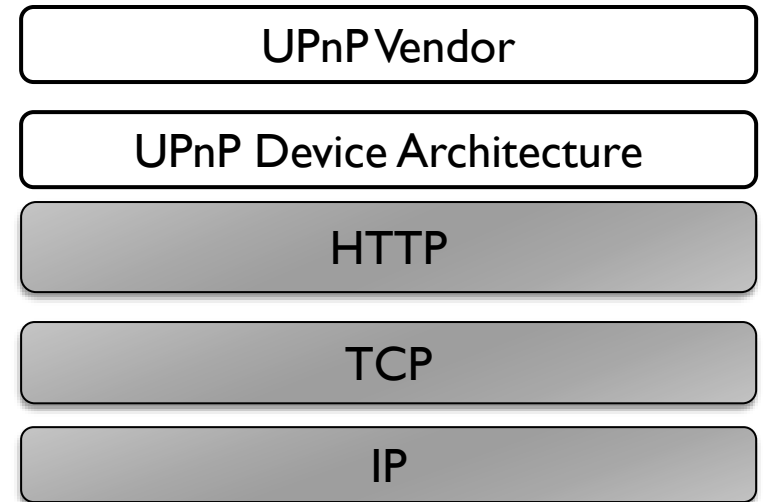 UPnP Vendor
UPnP Device Architecture
HTTP
TCP
IP